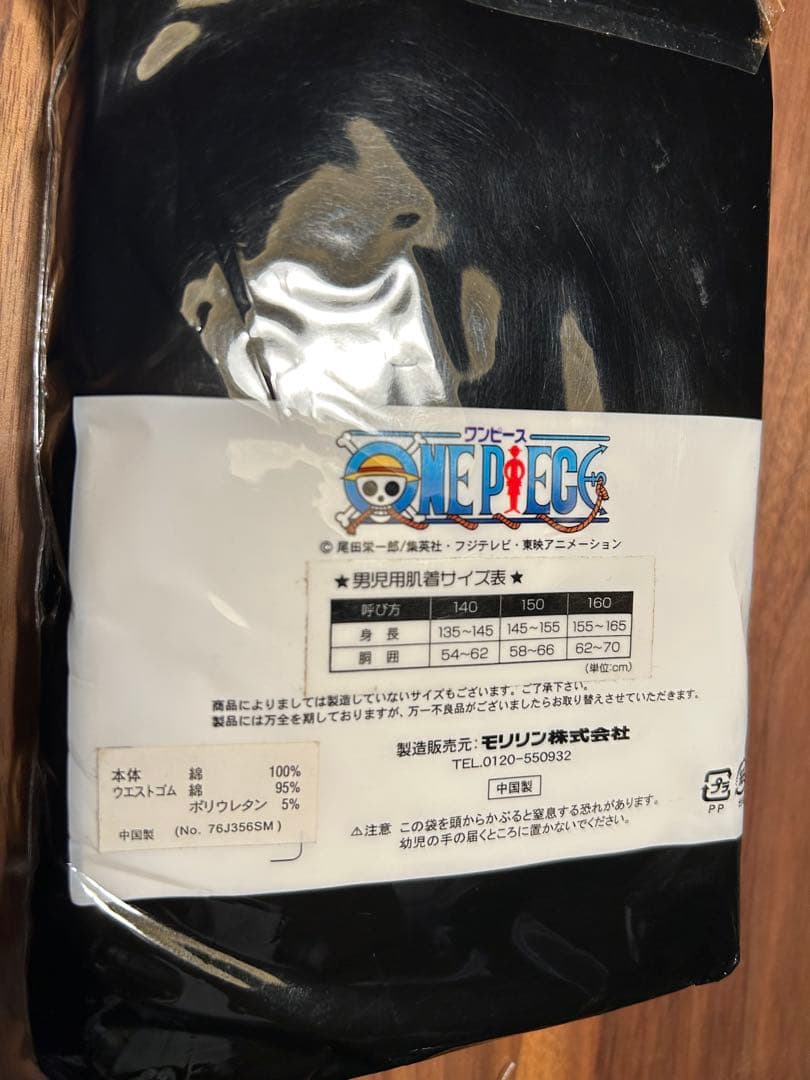 ワンピース
ONE PIECE
© 尾田栄一郎/集英社・フジテレビ・東映アニメーション
★男児用肌着サイズ表★
呼び方 140 150 160
身長 135~145 145~155 155~165
胴囲 54~62 58~66 62~70
(単位:cm)
商品によりましては製造していないサイズもございます。ご了承下さい。
製品には万全を期しておりますが、万一不良品がございましたらお取り替えさせていただきます。
製造販売元:モリリン株式会社
TEL.0120-550932
中国製
⚠注意 この袋を頭からかぶると窒息する恐れがあります。
幼児の手の届くところに置かないでください。
プラ
PP
本体 綿 100%
ウエストゴム 綿 95%
ポリウレタン 5%
中国製 (No. 76J356SM)